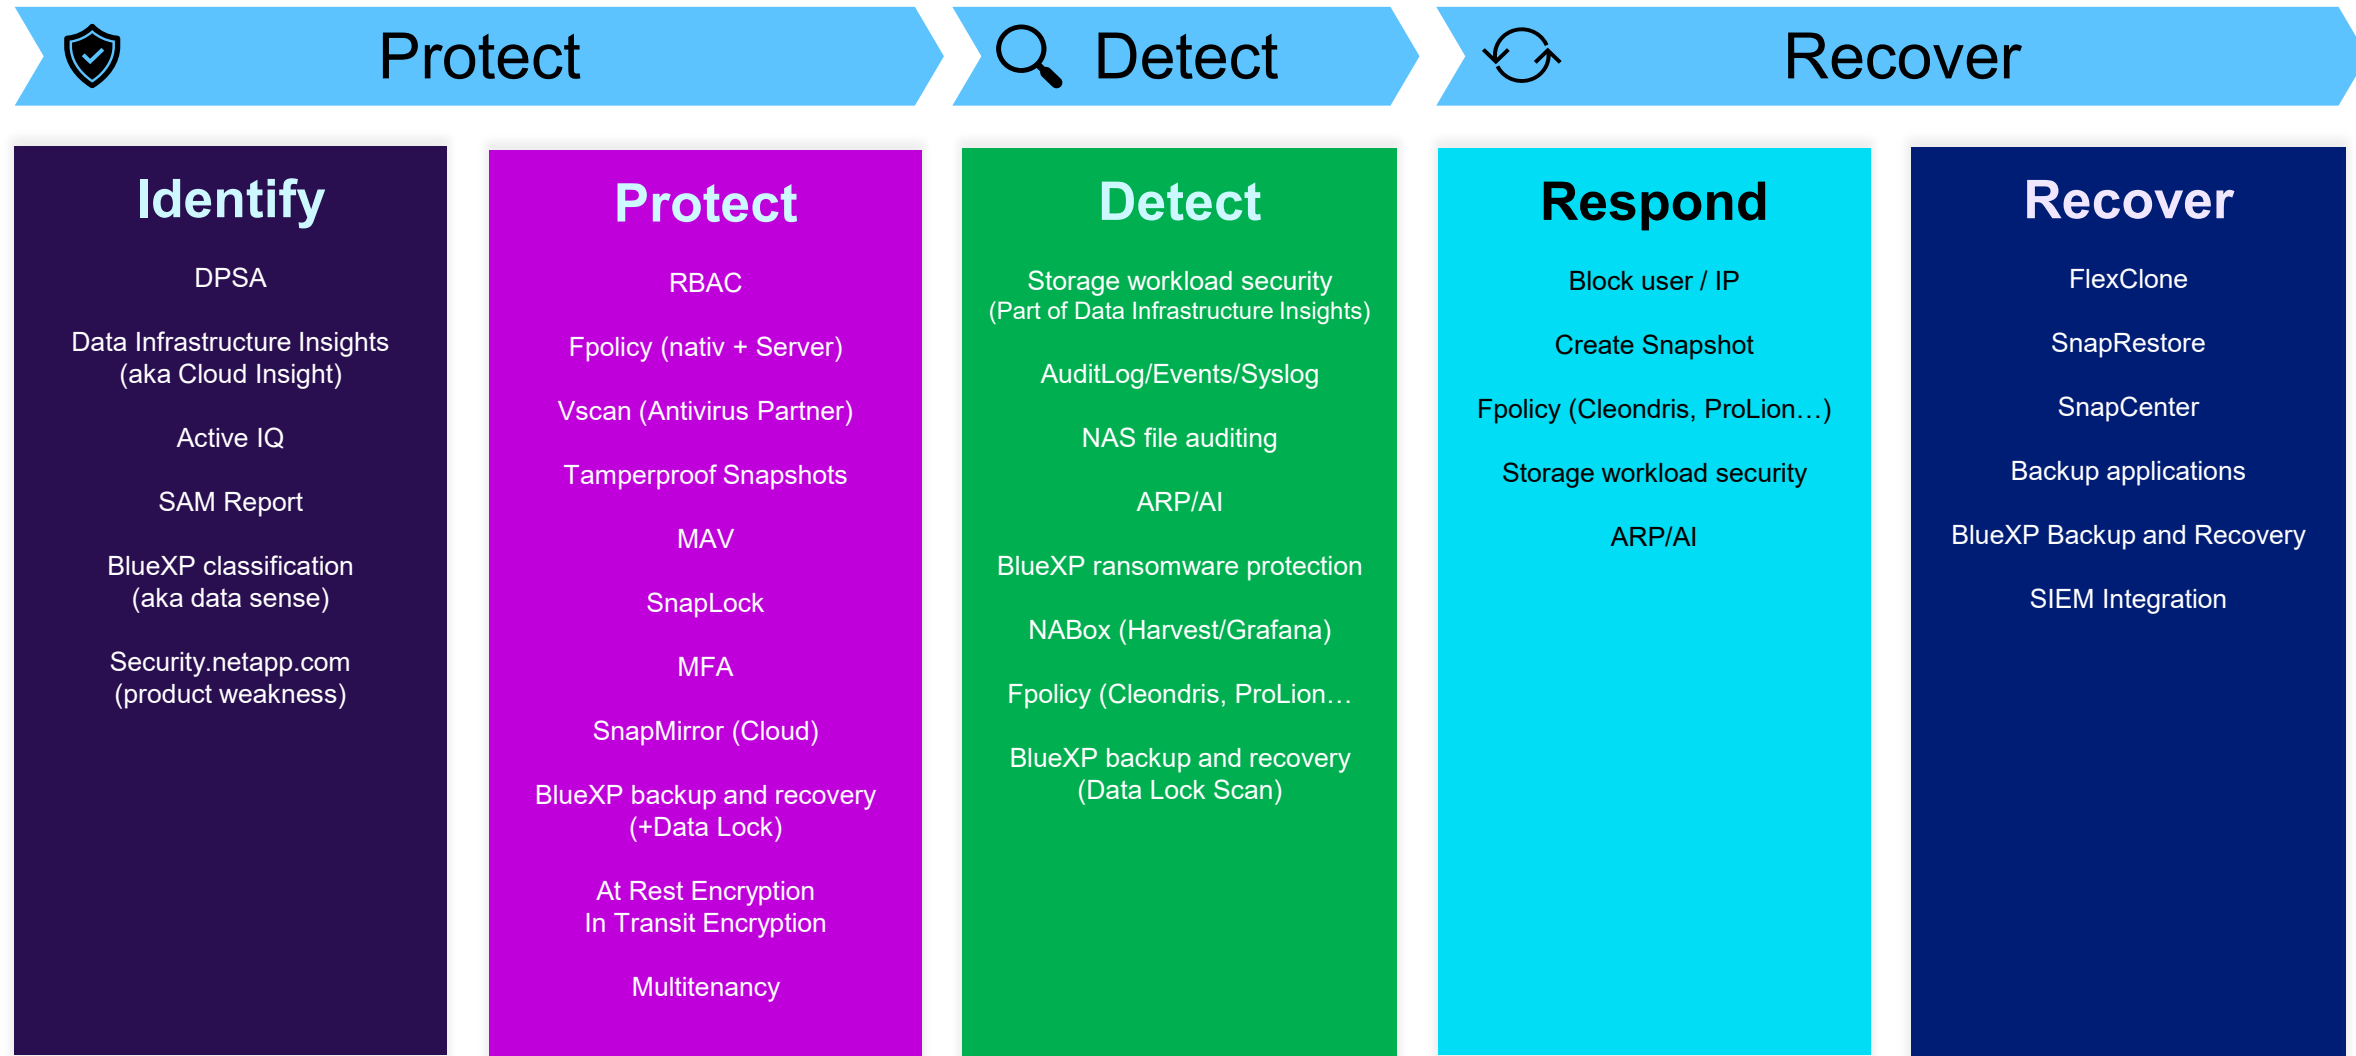 Protect
Detect
Recover
Identify
DPSA
Data Infrastructure Insights
(aka Cloud Insight)
Active IQ
SAM Report
BlueXP classification
(aka data sense)
Security.netapp.com
(product weakness)
Protect
RBAC
Fpolicy (nativ + Server)
Vscan (Antivirus Partner)
Tamperproof Snapshots
MAV
SnapLock
MFA
SnapMirror (Cloud)
BlueXP backup and recovery
(+Data Lock)
At Rest Encryption
In Transit Encryption
Multitenancy
Detect
Storage workload security
(Part of Data Infrastructure Insights)
AuditLog/Events/Syslog
NAS file auditing
ARP/AI
BlueXP ransomware protection
NABox (Harvest/Grafana)
Fpolicy (Cleondris, ProLion…
BlueXP backup and recovery
(Data Lock Scan)
Respond
Block user / IP
Create Snapshot
Fpolicy (Cleondris, ProLion…)
Storage workload security
ARP/AI
Recover
FlexClone
SnapRestore
SnapCenter
Backup applications
BlueXP Backup and Recovery
SIEM Integration